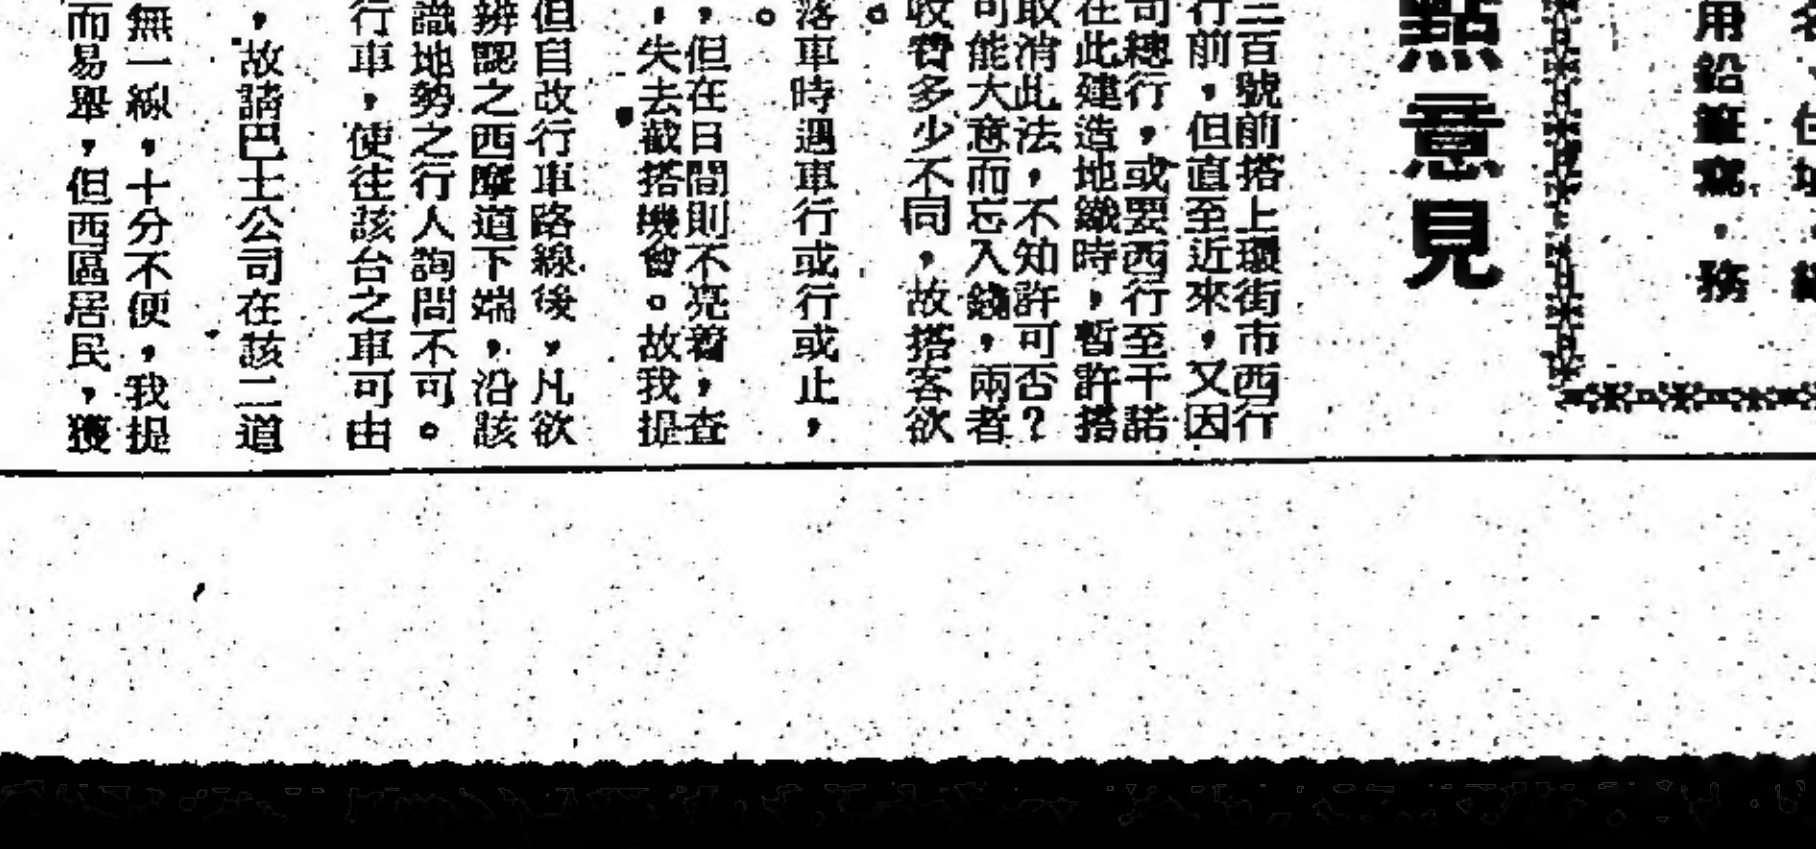 用鉛筆寫，務
點意見
三百號前搭上環街市西行
行前，但直至近來，又因
司總行，或要西行至干諾
在此建造地鐵時，暫許搭
取消此法，不知許可否？
可能大意而忘入錢，兩者
收費多少不同，故搭客欲
。
落車時遇車行或行或止，
。
，但在日間則不亮着，查
，失去截搭機會。故我提
但自改行車路線後，凡欲
辨認之西摩道下端，沿該
識地勢之行人詢問不可。
行車，使往該台之車可由
，故請巴士公司在該二道
無一線，十分不便，我提
而易舉，但西區居民，獲